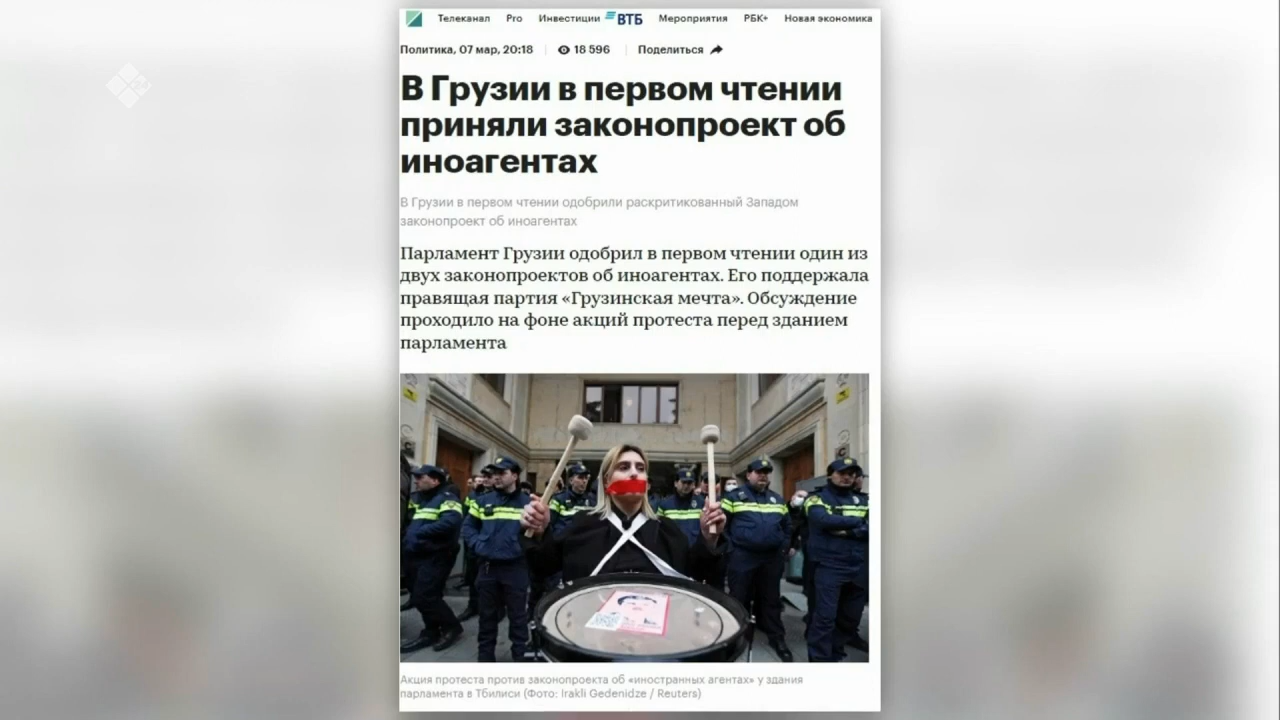 Телеканал Pro Инвестиции ВТБ Мероприятия РБК+ Новая экономика
Политика, 07 мар, 20:18 18 596 Поделиться
В Грузии в первом чтении
приняли законопроект об
иноагентах
В Грузии в первом чтении одобрили раскритикованный Западом
законопроект об иноагентах
Парламент Грузии одобрил в первом чтении один из
двух законопроектов об иноагентах. Его поддержала
правящая партия «Грузинская мечта». Обсуждение
проходило на фоне акций протеста перед зданием
парламента
Акция протеста против законопроекта об «иностранных агентах» у здания
парламента в Тбилиси (Фото: Irakli Gedenidze / Reuters)